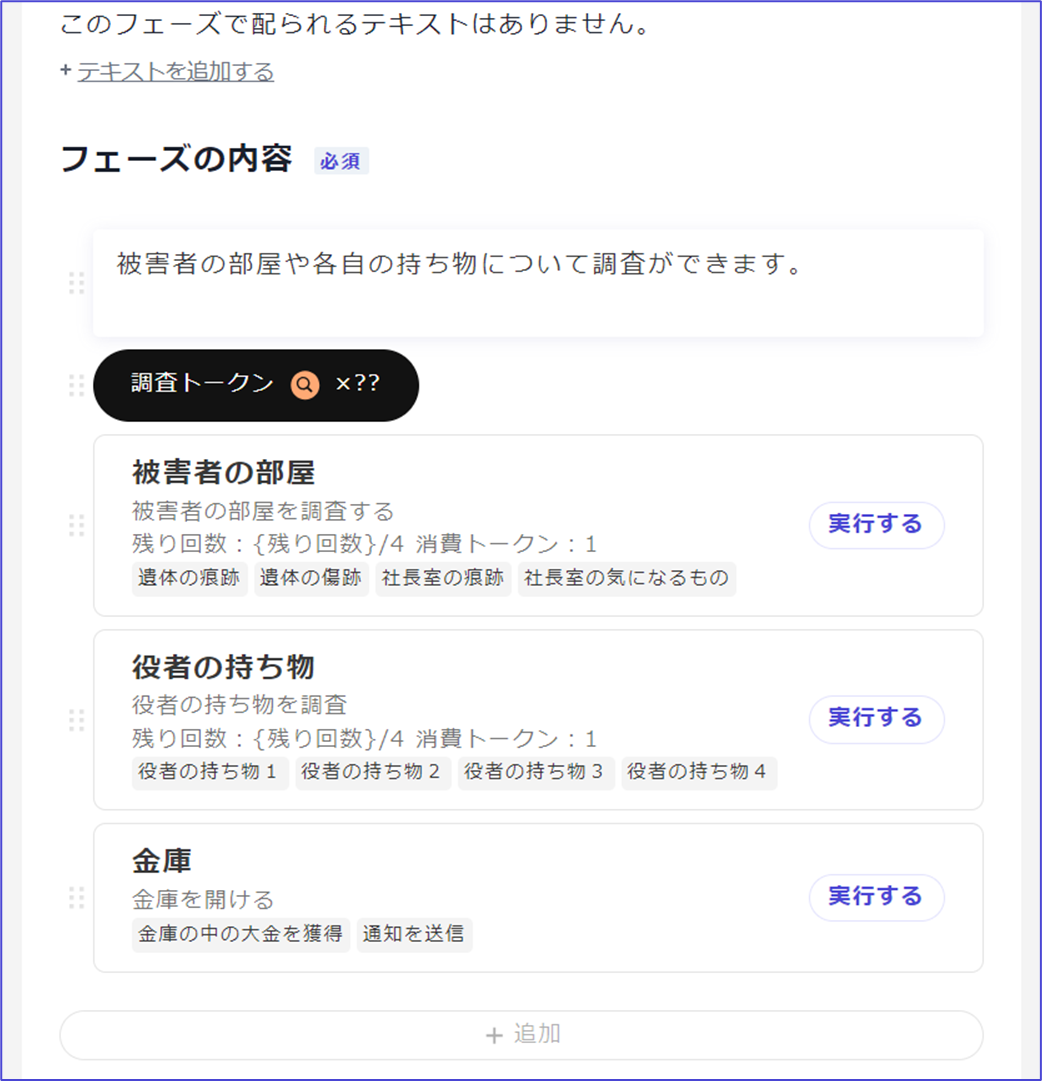 このフェーズで配られるテキストはありません。
+ テキストを追加する
フェーズの内容 必須
被害者の部屋や各自の持ち物について調査ができます。
調査トークン ×??
被害者の部屋
被害者の部屋を調査する
残り回数：{残り回数}/4 消費トークン：1
実行する
遺体の痕跡 遺体の傷跡 社長室の痕跡 社長室の気になるもの
役者の持ち物
役者の持ち物を調査
残り回数：{残り回数}/4 消費トークン：1
実行する
役者の持ち物１ 役者の持ち物２ 役者の持ち物３ 役者の持ち物４
金庫
金庫を開ける
実行する
金庫の中の大金を獲得 通知を送信
+ 追加